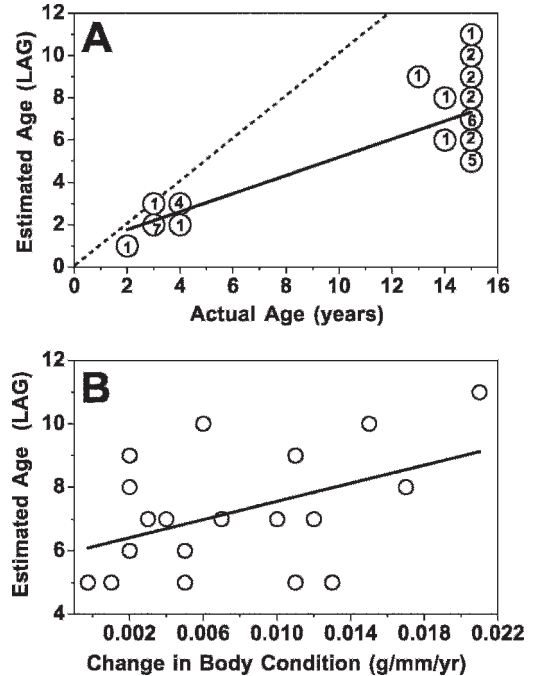 A
Estimated Age (LAG)
12
10
8
6
4
2
0
1
2
1 2
1 2
6
1 2
5
1 4
7 1
1
0 2 4 6 8 10 12 14 16
Actual Age (years)
B
Estimated Age (LAG)
12
10
8
6
4
0.002 0.006 0.010 0.014 0.018 0.022
Change in Body Condition (g/mm/yr)